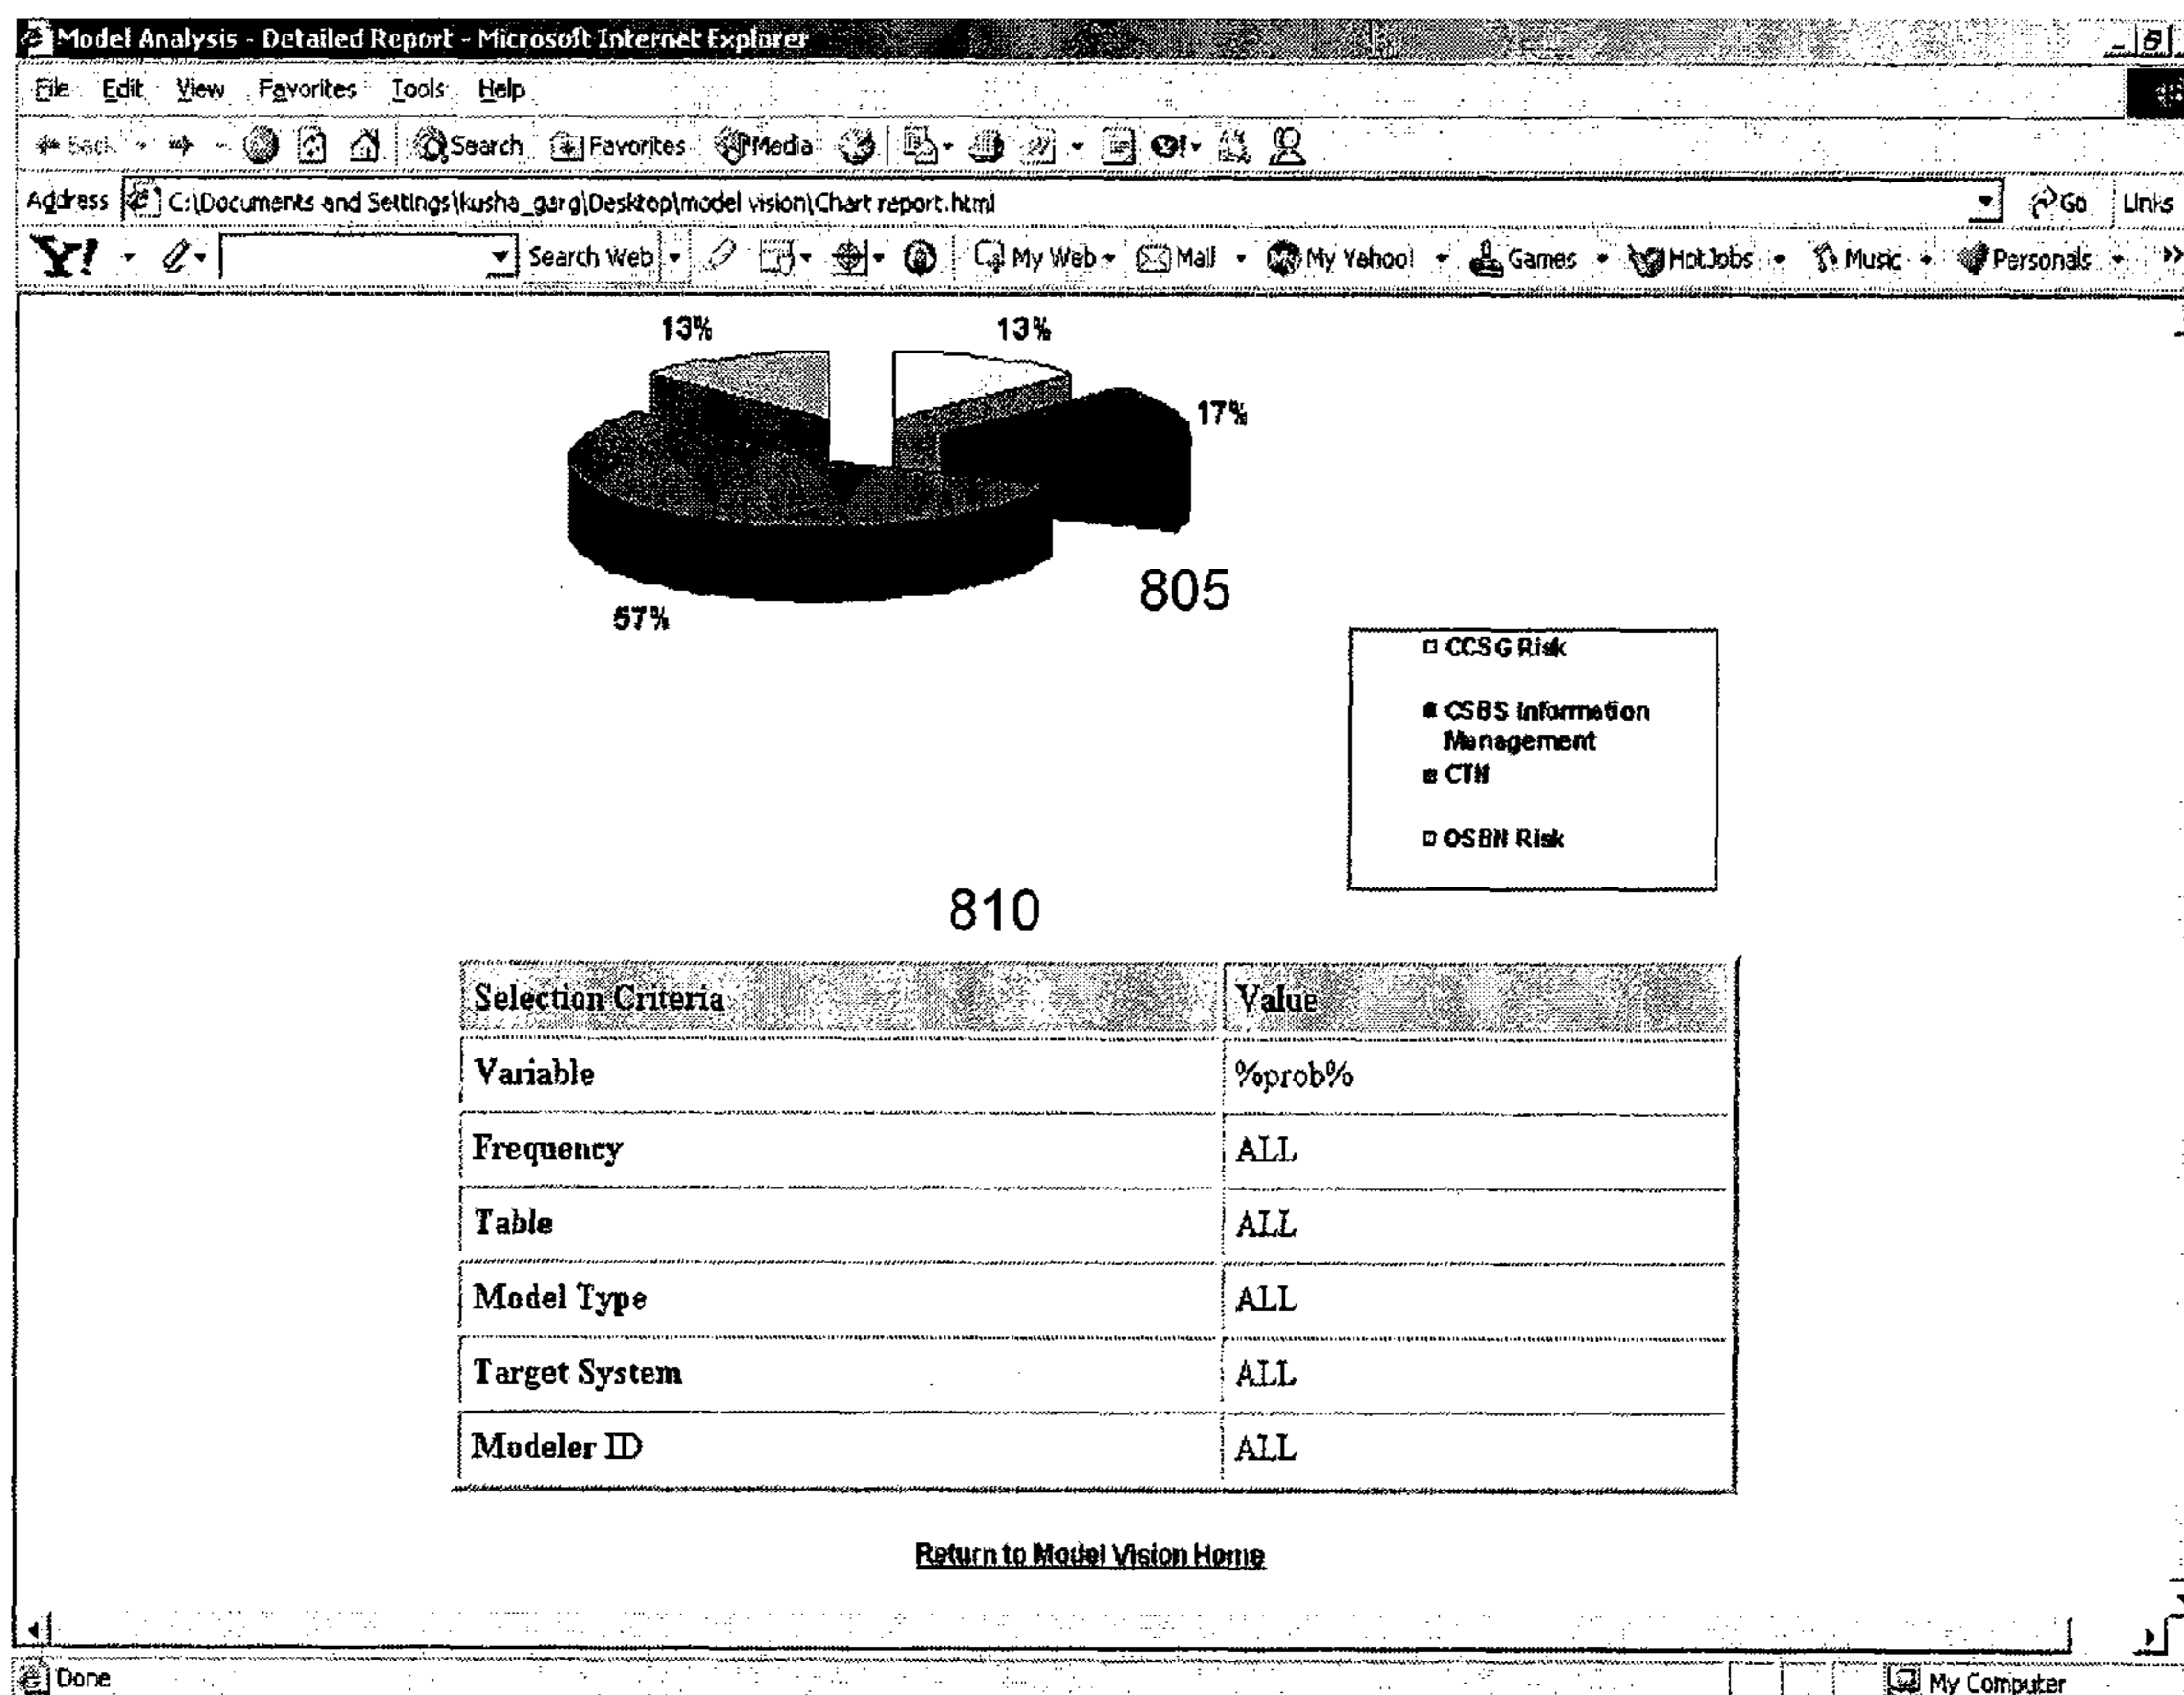 Model Analysis - Detailed Report - Microsoft Internet Explorer
File Edit View Favorites Tools Help
Back Search Favorites Media
Address C:\Documents and Settings\kusha_garg\Desktop\model vision\Chart report.html Go Links
Y! Search Web My Web Mail My Yahoo! Games HotJobs Music Personals »
13% 13%
17%
57%
805
CCSG Risk
CSBS Information
Management
CTN
OSBN Risk
810
Selection Criteria Value
Variable %prob%
Frequency ALL
Table ALL
Model Type ALL
Target System ALL
Modeler ID ALL
Return to Model Vision Home
Done My Computer